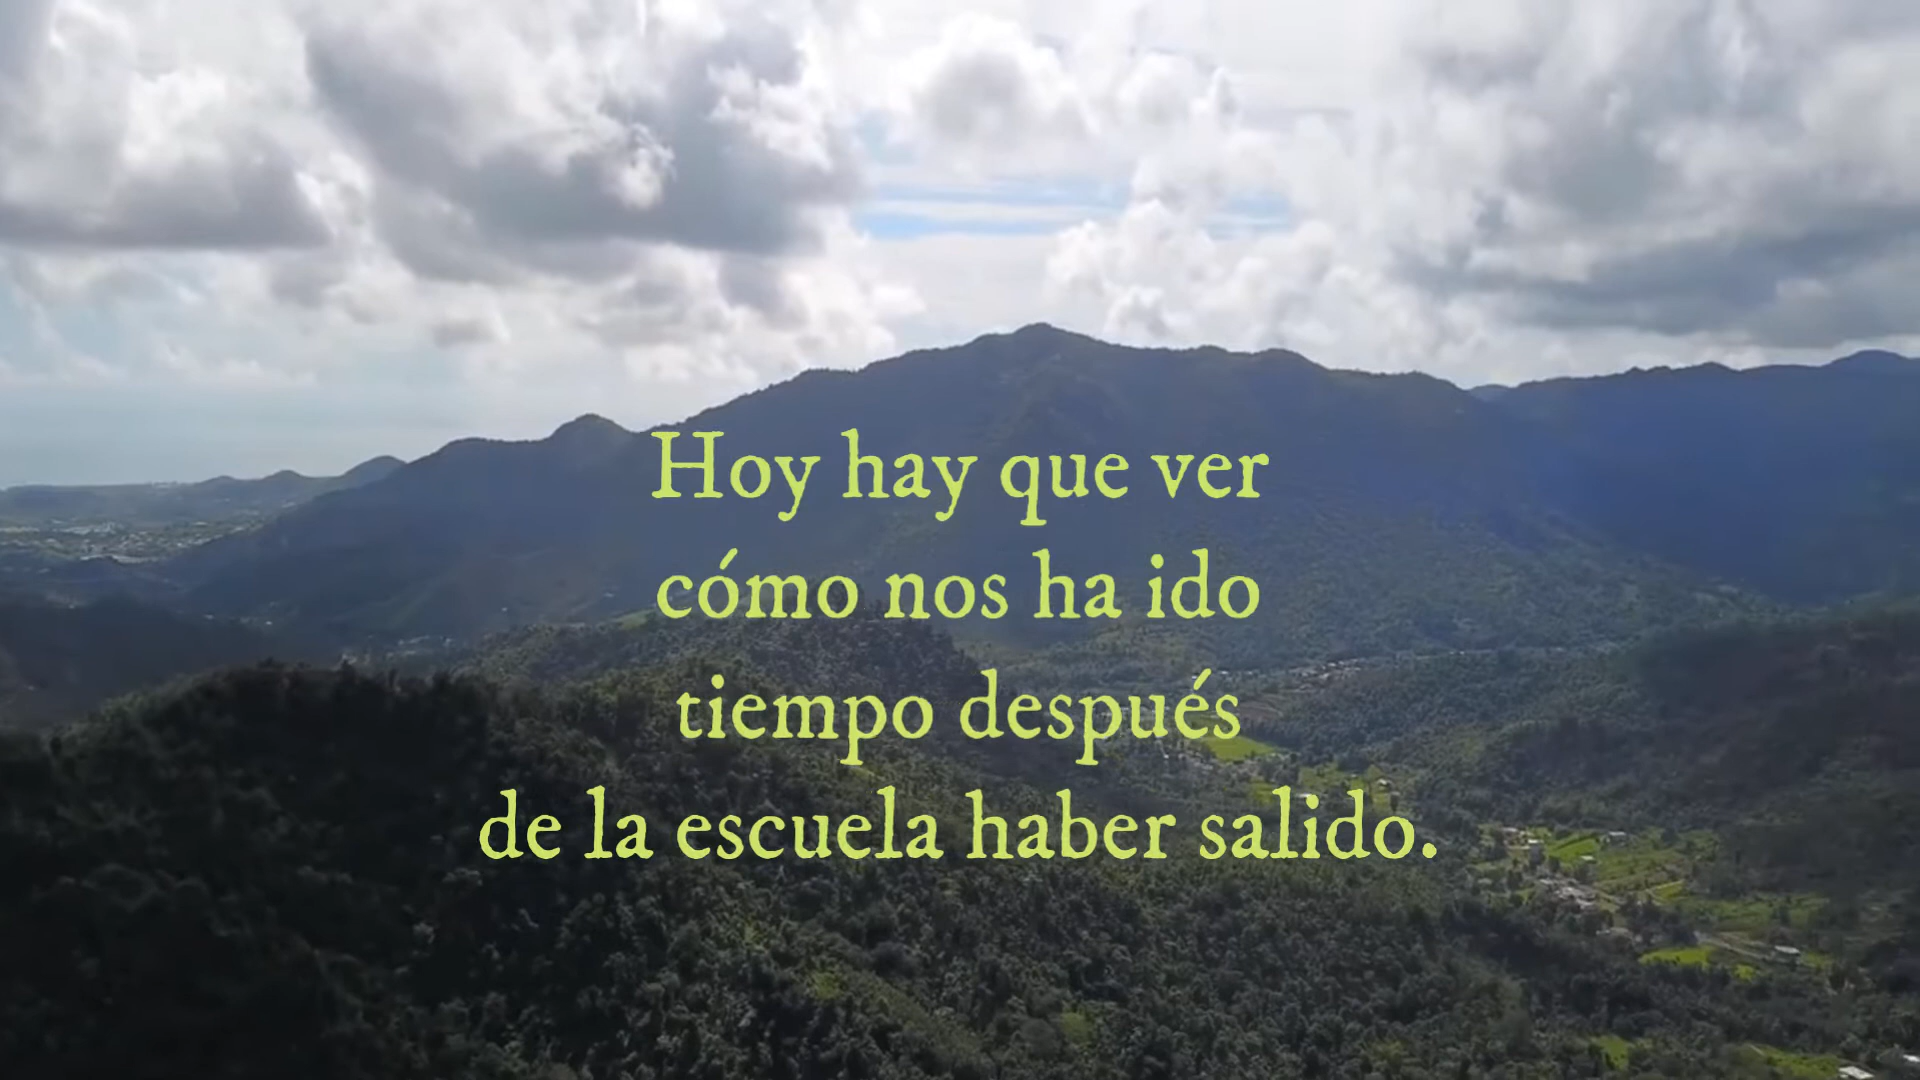 Hoy hay que ver
cómo nos ha ido
tiempo después
de la escuela haber salido.